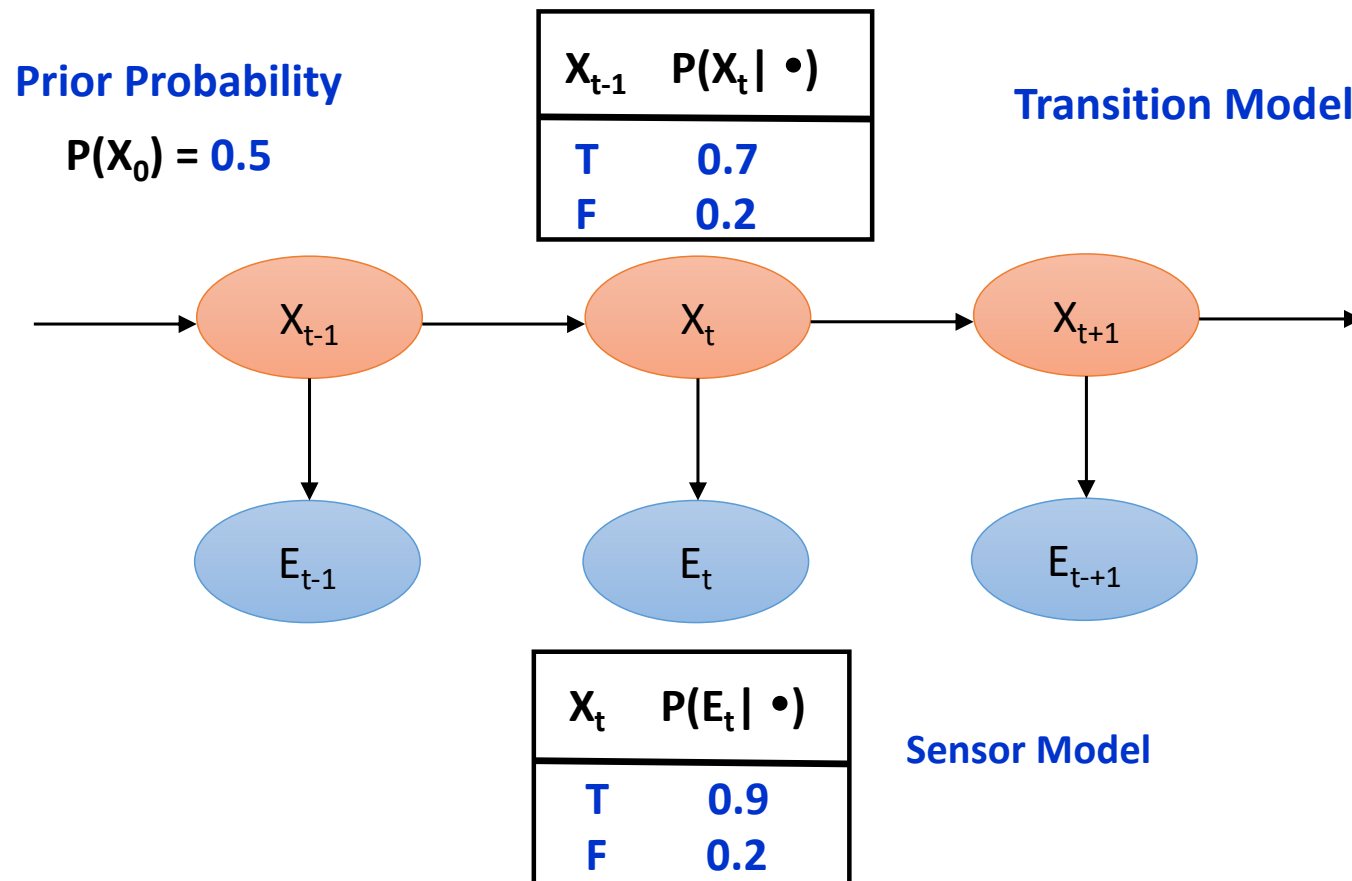 Prior Probability
P(X₀) = 0.5
Xₜ₋₁ P(Xₜ| •)
T 0.7
F 0.2
Transition Model
Xₜ₋₁
Xₜ
Xₜ₊₁
Eₜ₋₁
Eₜ
Eₜ₋₊₁
Xₜ P(Eₜ| •)
T 0.9
F 0.2
Sensor Model